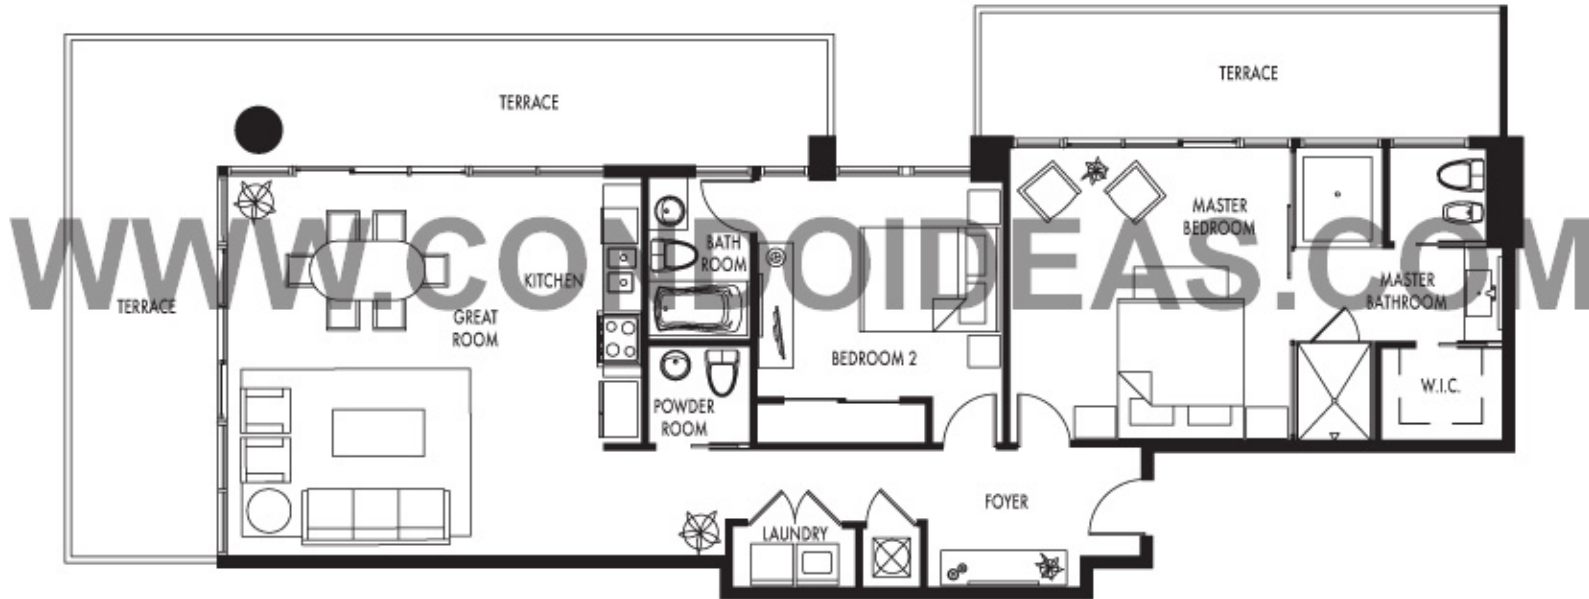 TERRACE
TERRACE
TERRACE
MASTER
BEDROOM
BATH
ROOM
KITCHEN
GREAT
ROOM
WWW.CONDOIDEAS.COM
MASTER
BATHROOM
BEDROOM 2
W.I.C.
POWDER
ROOM
FOYER
LAUNDRY